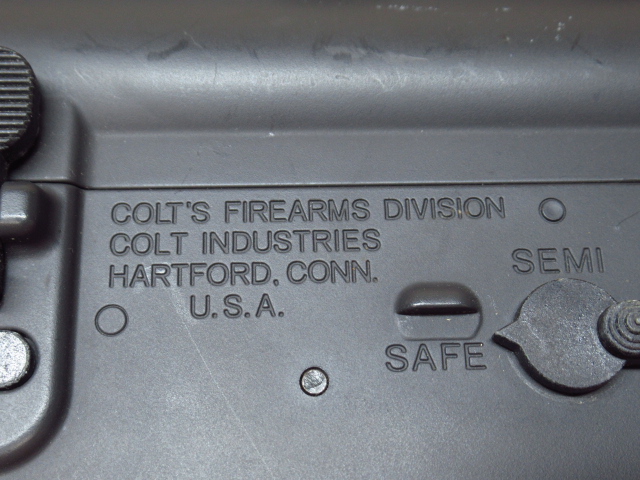 COLT'S FIREARMS DIVISION
COLT INDUSTRIES
HARTFORD, CONN.
U.S.A.
SEMI
SAFE